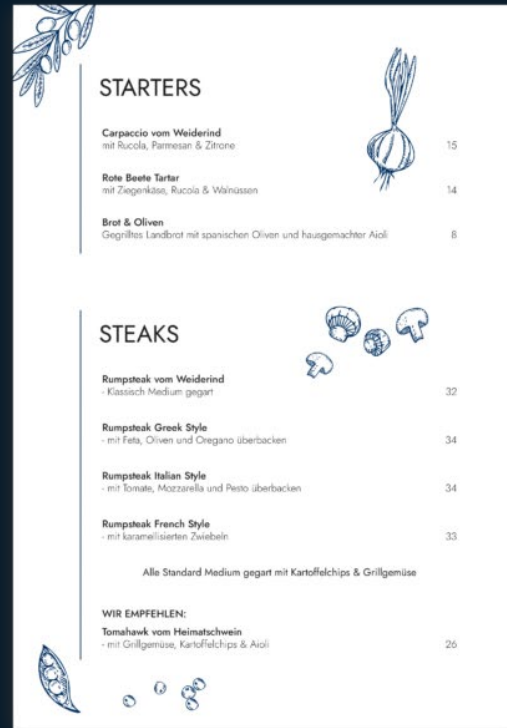 STARTERS
Carpaccio vom Weiderind
mit Rucola, Parmesan & Zitrone
15
Rote Beete Tartar
mit Ziegenkäse, Rucola & Walnüssen
14
Brot & Oliven
Gegrilltes Landbrot mit spanischen Oliven und hausgemachter Aioli
8
STEAKS
Rumpsteak vom Weiderind
- Klassisch Medium gegart
32
Rumpsteak Greek Style
- mit Feta, Oliven und Oregano überbacken
34
Rumpsteak Italian Style
- mit Tomate, Mozzarella und Pesto überbacken
34
Rumpsteak French Style
- mit karamellisierten Zwiebeln
33
Alle Standard Medium gegart mit Kartoffelchips & Grillgemüse
WIR EMPFEHLEN:
Tomahawk vom Heimatschwein
- mit Grillgemüse, Kartoffelchips & Aioli
26